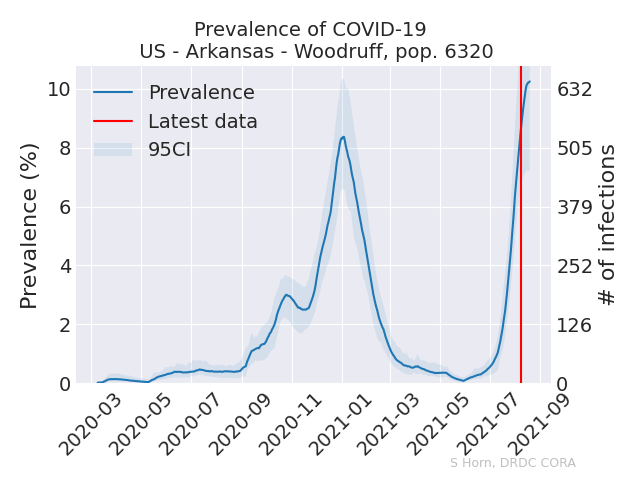 Prevalence of COVID-19
US - Arkansas - Woodruff, pop. 6320
Prevalence
Latest data
95CI
Prevalence (%)
10
8
6
4
2
0
# of infections
632
505
379
252
126
0
2020-03
2020-05
2020-07
2020-09
2020-11
2021-01
2021-03
2021-05
2021-07
2021-09
S Horn, DRDC CORA